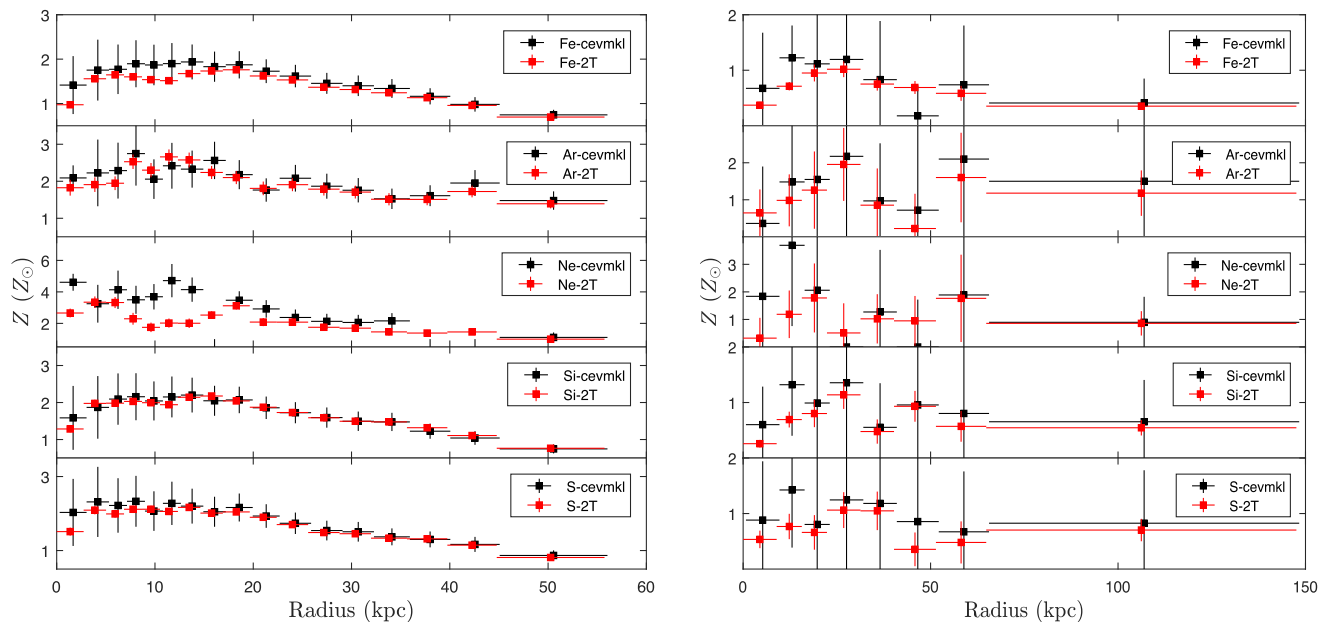 3
2
1
Fe-cevmkl
Fe-2T
3
2
1
Ar-cevmkl
Ar-2T
6
4
2
Z (Z⊙)
Ne-cevmkl
Ne-2T
3
2
1
Si-cevmkl
Si-2T
3
1
S-cevmkl
S-2T
0 10 20 30 40 50 60
Radius (kpc)
2
1
Fe-cevmkl
Fe-2T
2
1
Ar-cevmkl
Ar-2T
3
2
1
Z (Z⊙)
Ne-cevmkl
Ne-2T
2
1
Si-cevmkl
Si-2T
2
1
S-cevmkl
S-2T
0 50 100 150
Radius (kpc)